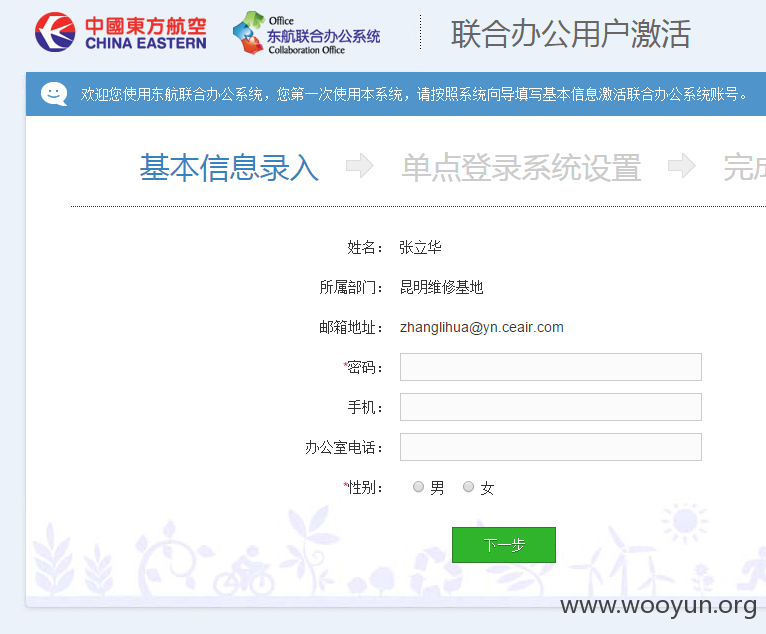 中國東方航空
CHINA EASTERN
Office
东航联合办公系统
Collaboration Office
联合办公用户激活
欢迎您使用东航联合办公系统，您第一次使用本系统，请按照系统向导填写基本信息激活联合办公系统账号。
基本信息录入 单点登录系统设置 完成
姓名： 张立华
所属部门： 昆明维修基地
邮箱地址： zhanglihua@yn.ceair.com
*密码：
手机：
办公室电话：
*性别： 男 女
下一步
www.wooyun.org